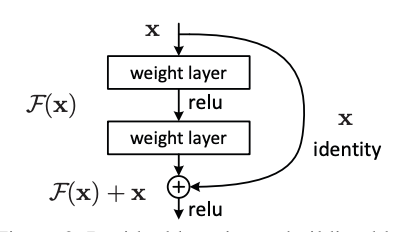 x
weight layer
relu
F(x)
weight layer
x
identity
F(x) + x
+
relu